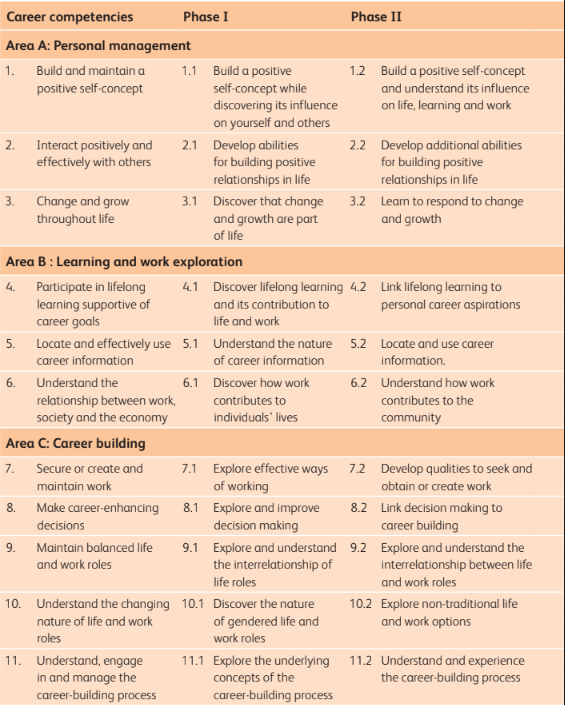 Career competencies Phase I Phase II
Area A: Personal management
1. Build and maintain a 1.1 Build a positive 1.2 Build a positive self-concept
positive self-concept self-concept while and understand its influence
discovering its influence on life, learning and work
on yourself and others
2. Interact positively and 2.1 Develop abilities 2.2 Develop additional abilities
effectively with others for building positive for building positive
relationships in life relationships in life
3. Change and grow 3.1 Discover that change 3.2 Learn to respond to change
throughout life and growth are part and growth
of life
Area B : Learning and work exploration
4. Participate in lifelong 4.1 Discover lifelong learning 4.2 Link lifelong learning to
learning supportive of and its contribution to personal career aspirations
career goals life and work
5. Locate and effectively use 5.1 Understand the nature 5.2 Locate and use career
career information of career information information.
6. Understand the 6.1 Discover how work 6.2 Understand how work
relationship between work, contributes to contributes to the
society and the economy individuals’ lives community
Area C: Career building
7. Secure or create and 7.1 Explore effective ways 7.2 Develop qualities to seek and
maintain work of working obtain or create work
8. Make career-enhancing 8.1 Explore and improve 8.2 Link decision making to
decisions decision making career building
9. Maintain balanced life 9.1 Explore and understand 9.2 Explore and understand the
and work roles the interrelationship of interrelationship between life
life roles and work roles
10. Understand the changing 10.1 Discover the nature 10.2 Explore non-traditional life
nature of life and work of gendered life and and work options
roles work roles
11. Understand, engage 11.1 Explore the underlying 11.2 Understand and experience
in and manage the concepts of the the career-building process
career-building process career-building process